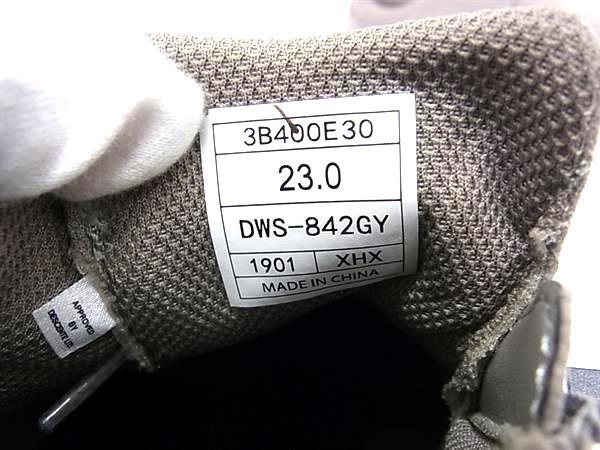 3B400E30
23.0
DWS-842GY
1901 XHX
MADE IN CHINA
APPROVED
BY
DESCENTE LTD.